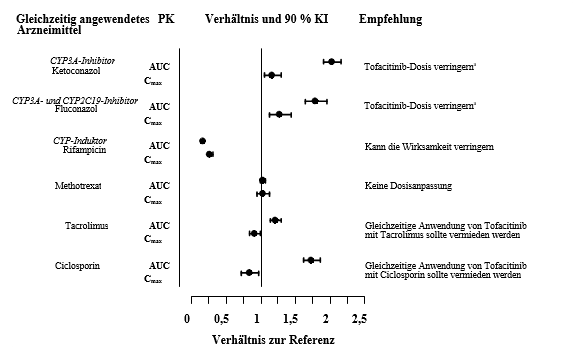 Gleichzeitig angewendetes PK Verhältnis und 90 % KI Empfehlung
Arzneimittel
CYP3A-Inhibitor
Ketoconazol
AUC
Cmax
Tofacitinib-Dosis verringernª
CYP3A- und CYP2C19-Inhibitor
Fluconazol
AUC
Cmax
Tofacitinib-Dosis verringernª
CYP-Induktor
Rifampicin
AUC
Cmax
Kann die Wirksamkeit verringern
Methotrexat
AUC
Cmax
Keine Dosisanpassung
Tacrolimus
AUC
Cmax
Gleichzeitige Anwendung von Tofacitinib
mit Tacrolimus sollte vermieden werden
Ciclosporin
AUC
Cmax
Gleichzeitige Anwendung von Tofacitinib
mit Ciclosporin sollte vermieden werden
0 0,5 1 1,5 2 2,5
Verhältnis zur Referenz